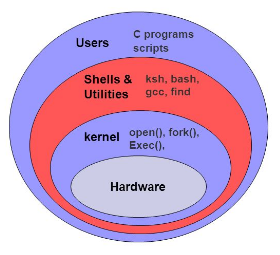 Users
C programs
scripts
Shells &
Utilities
ksh, bash,
gcc, find
kernel
open(), fork(),
Exec(),
Hardware